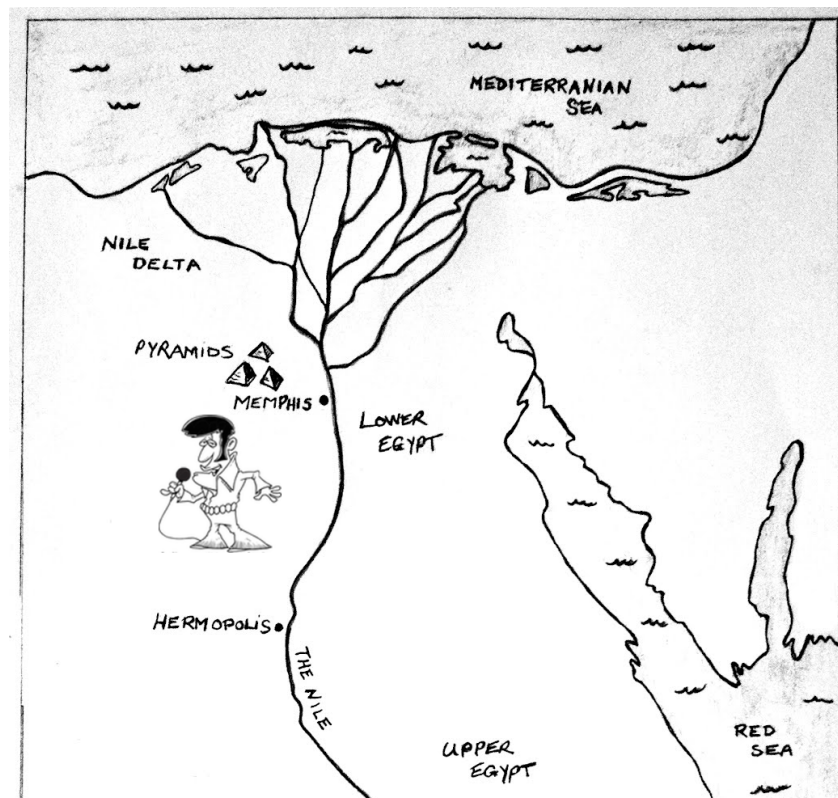 MEDITERRANIAN
SEA
NILE
DELTA
PYRAMIDS
MEMPHIS
LOWER
EGYPT
HERMOPOLIS
THE NILE
RED
SEA
UPPER
EGYPT